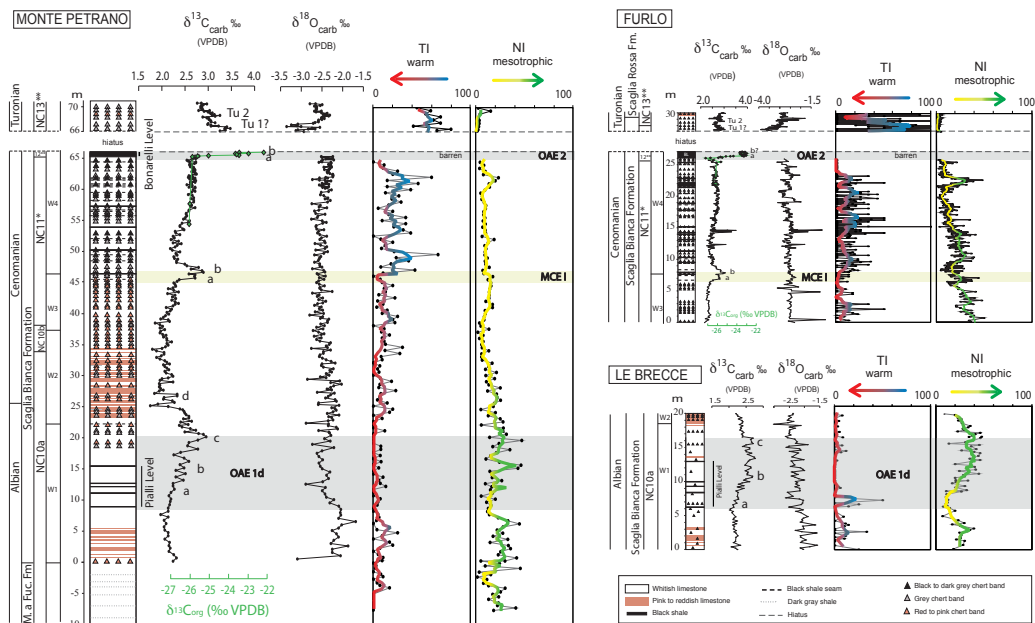 MONTE PETRANO
δ13Ccarb ‰
(VPDB)
1.5 2.0 2.5 3.0 3.5 4.0
δ18Ocarb ‰
(VPDB)
-3.5 -2.5 -2.0 -1.5
TI
warm
0 100
NI
mesotrophic
0 100
m
70
66
65
60
55
50
45
40
35
30
25
20
15
10
5
0
-5
Turonian
NC13**
hiatus
Cenomanian
Albian
Scaglia Bianca Formation
M. a Fuc. Fm
12**
NC11*
NC10b
NC10a
W4
W3
W2
W1
Bonarelli Level
Pialli Level
Tu 2
Tu 1?
b
a
barren
OAE 2
b
a
MCE I
d
c
b
a
OAE 1d
-27 -26 -25 -24 -23 -22
δ13Corg (‰ VPDB)
FURLO
δ13Ccarb ‰
(VPDB)
2.0 4.0
δ18Ocarb ‰
(VPDB)
-4.0 -1.5
TI
warm
0 100
NI
mesotrophic
0 100
m
30
25
20
15
10
5
0
Turonian
Scaglia Rossa Fm.
NC13**
hiatus
Cenomanian
Scaglia Bianca Formation
12**
NC11*
W4
W3
Tu 2
Tu 1?
b?
a
OAE 2
barren
b
a
MCE I
-26 -24 -22
δ13Corg (‰ VPDB)
LE BRECCE
δ13Ccarb ‰
(VPDB)
1.5 2.5
δ18Ocarb ‰
(VPDB)
-2.5 -1.5
TI
warm
0 100
NI
mesotrophic
0 100
m
20
15
10
5
0
Albian
Scaglia Bianca Formation
NC10a
W2
W1
Pialli Level
c
b
a
OAE 1d
Whitish limestone
Pink to reddish limestone
Black shale
Black shale seam
Dark gray shale
Hiatus
Black to dark grey chert band
Grey chert band
Red to pink chert band